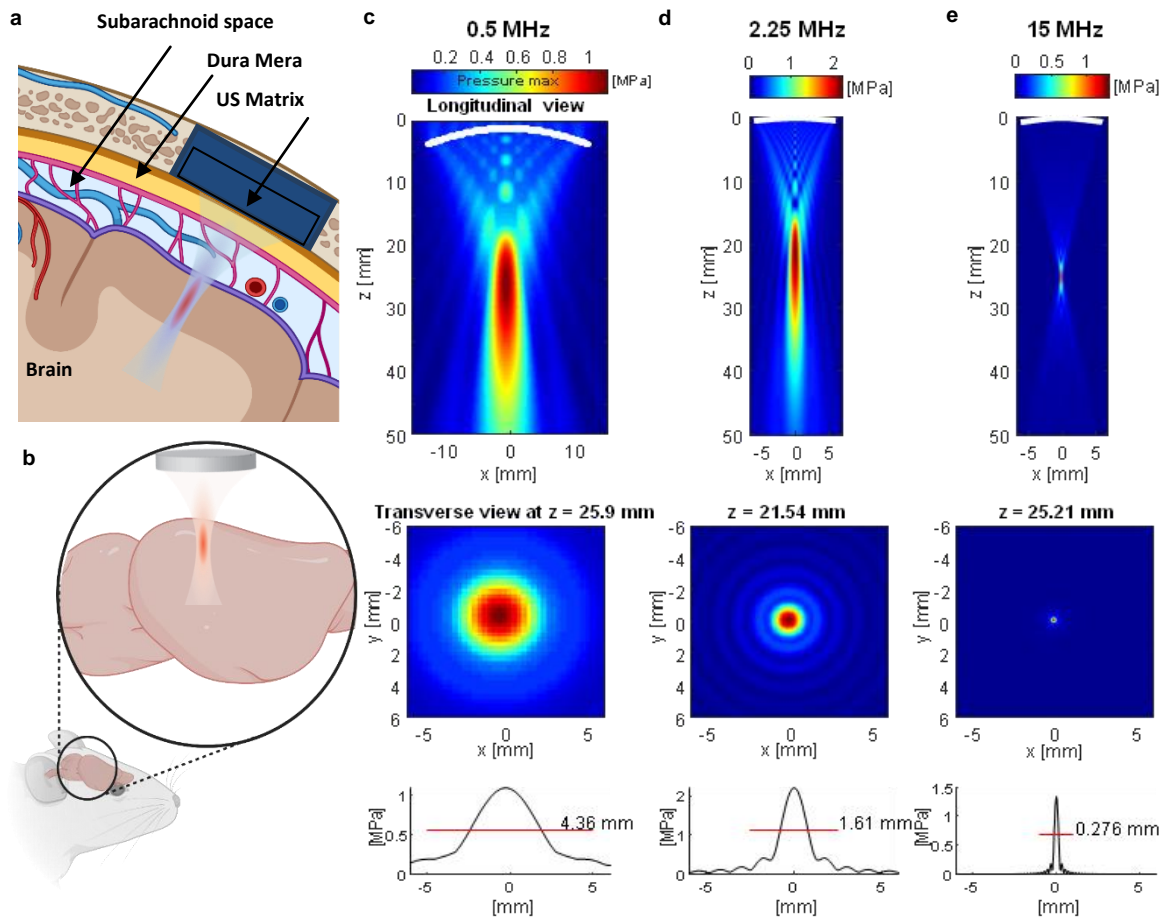 a
Subarachnoid space
Dura Mera
US Matrix
Brain
b
c
0.5 MHz
0.2 0.4 0.6 0.8 1
Pressure max
[MPa]
Longitudinal view
0
10
20
30
40
50
z [mm]
-10 0 10
x [mm]
Transverse view at z = 25.9 mm
-6
-4
-2
0
2
4
6
y [mm]
-5 0 5
x [mm]
1
0.5
0
[MPa]
4.36 mm
-5 0 5
[mm]
d
2.25 MHz
0 1 2
[MPa]
0
10
20
30
40
50
z [mm]
-5 0 5
x [mm]
z = 21.54 mm
-6
-4
-2
0
2
4
6
y [mm]
-5 0 5
x [mm]
2
1
0
[MPa]
1.61 mm
-5 0 5
[mm]
e
15 MHz
0 0.5 1
[MPa]
0
10
20
30
40
50
z [mm]
-5 0 5
x [mm]
z = 25.21 mm
-6
-4
-2
0
2
4
6
y [mm]
-5 0 5
x [mm]
1.5
1
0.5
0
[MPa]
0.276 mm
-5 0 5
[mm]